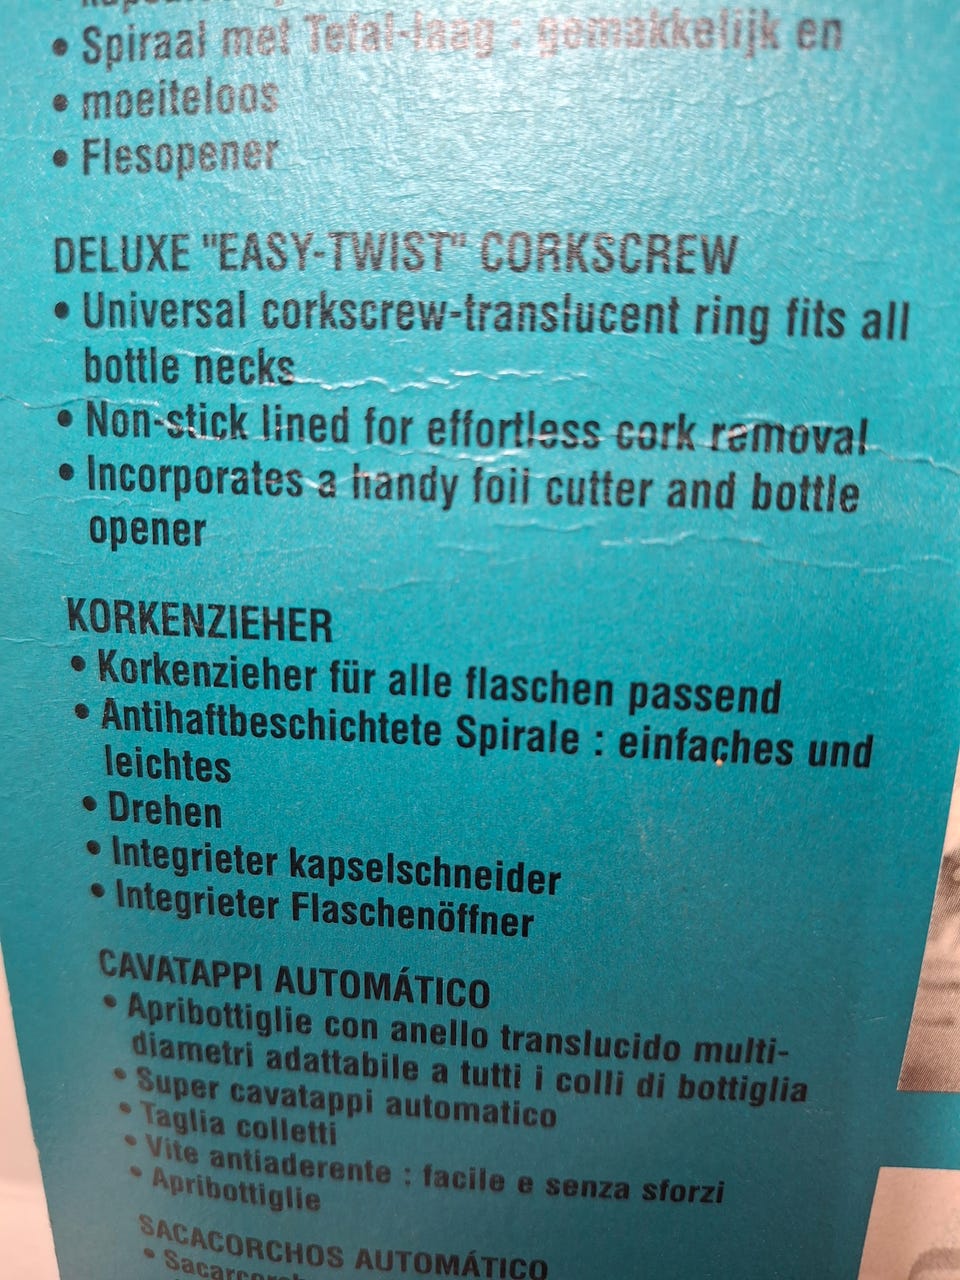 • Spiraal met Tefal-laag : gemakkelijk en
• moeiteloos
• Flesopener
DELUXE "EASY-TWIST" CORKSCREW
• Universal corkscrew-translucent ring fits all
bottle necks
• Non-stick lined for effortless cork removal
• Incorporates a handy foil cutter and bottle
opener
KORKENZIEHER
• Korkenzieher für alle flaschen passend
• Antihaftbeschichtete Spirale : einfaches und
leichtes
• Drehen
• Integrieter kapselschneider
• Integrieter Flaschenöffner
CAVATAPPI AUTOMÁTICO
• Apribottiglie con anello translucido multi-
diametri adattabile a tutti i colli di bottiglia
• Super cavatappi automatico
• Taglia colletti
• Vite antiaderente : facile e senza sforzi
• Apribottiglie
SACACORCHOS AUTOMÁTICO